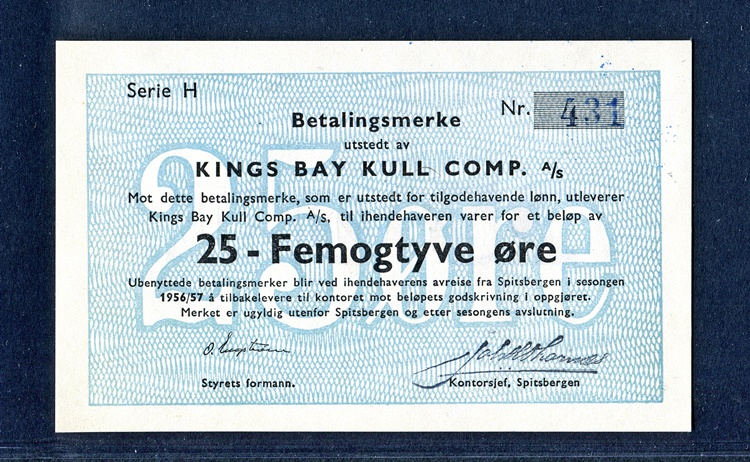 Serie H
Nr. 431
Betalingsmerke
utstedt av
KINGS BAY KULL COMP. A/s
Mot dette betalingsmerke, som er utstedt for tilgodehavende lønn, utleverer
Kings Bay Kull Comp. A/s, til ihendehaveren varer for et beløp av
25 - Femogtyve øre
Ubenyttede betalingsmerker blir ved ihendehaverens avreise fra Spitsbergen i sesongen
1956/57 å tilbakelevere til kontoret mot beløpets godskrivning i oppgjøret.
Merket er ugyldig utenfor Spitsbergen og etter sesongens avslutning.
Styrets formann.
Kontorsjef, Spitsbergen
25 øre